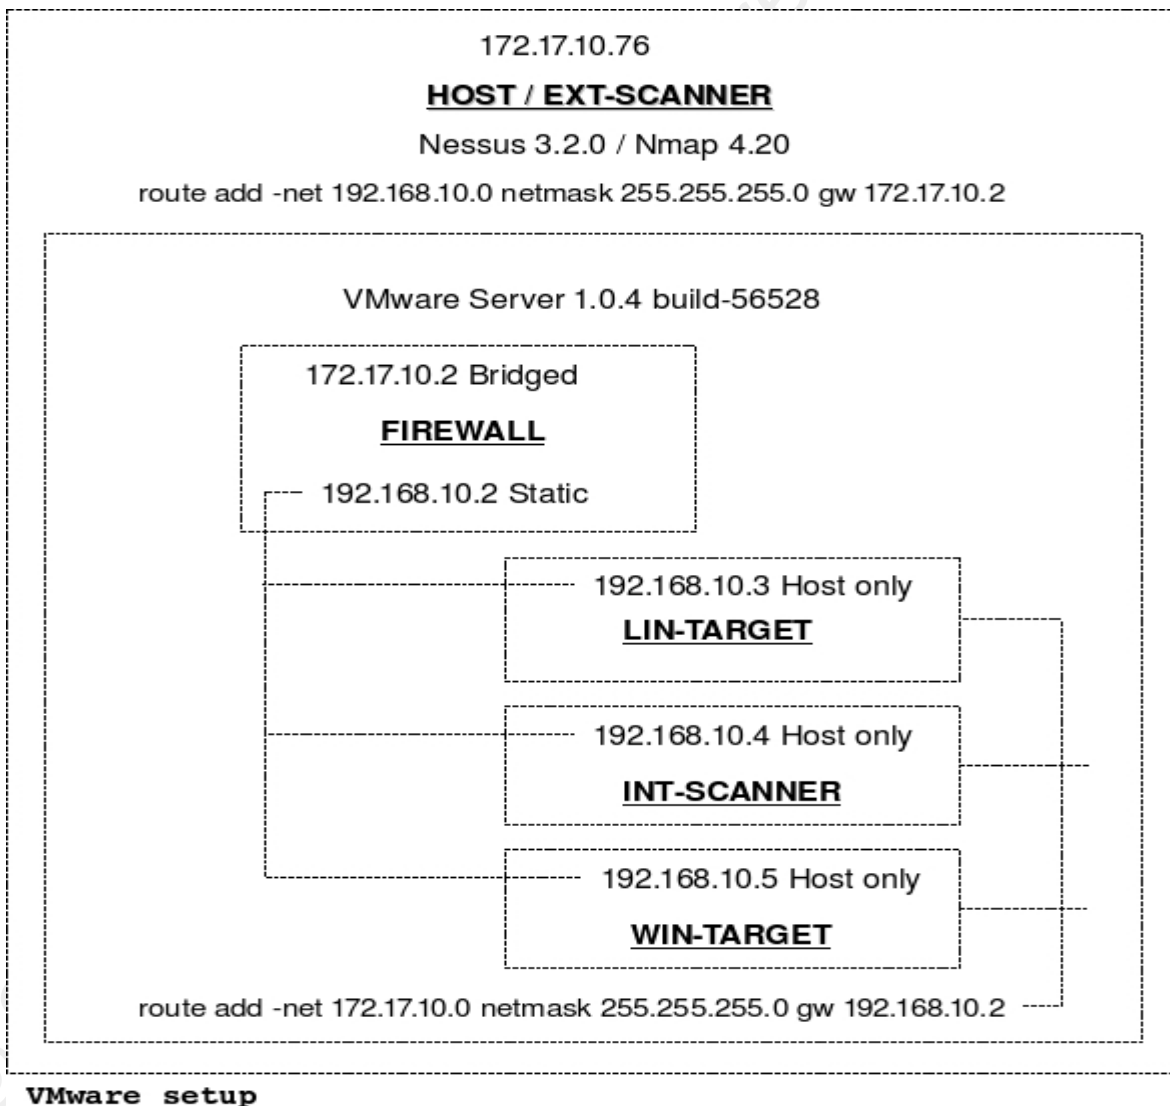 172.17.10.76
HOST / EXT-SCANNER
Nessus 3.2.0 / Nmap 4.20
route add -net 192.168.10.0 netmask 255.255.255.0 gw 172.17.10.2
VMware Server 1.0.4 build-56528
172.17.10.2 Bridged
FIREWALL
192.168.10.2 Static
192.168.10.3 Host only
LIN-TARGET
192.168.10.4 Host only
INT-SCANNER
192.168.10.5 Host only
WIN-TARGET
route add -net 172.17.10.0 netmask 255.255.255.0 gw 192.168.10.2
VMware setup